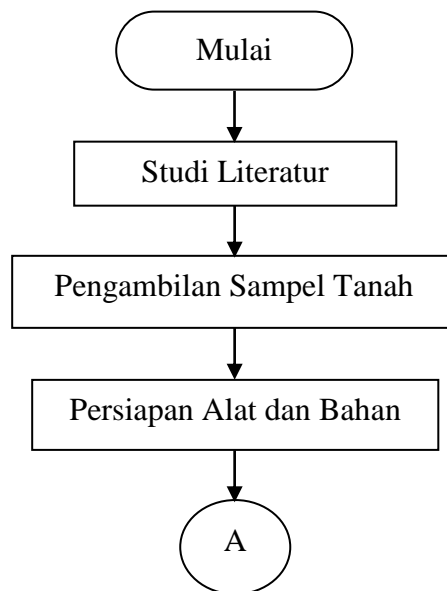 Mulai
Studi Literatur
Pengambilan Sampel Tanah
Persiapan Alat dan Bahan
A